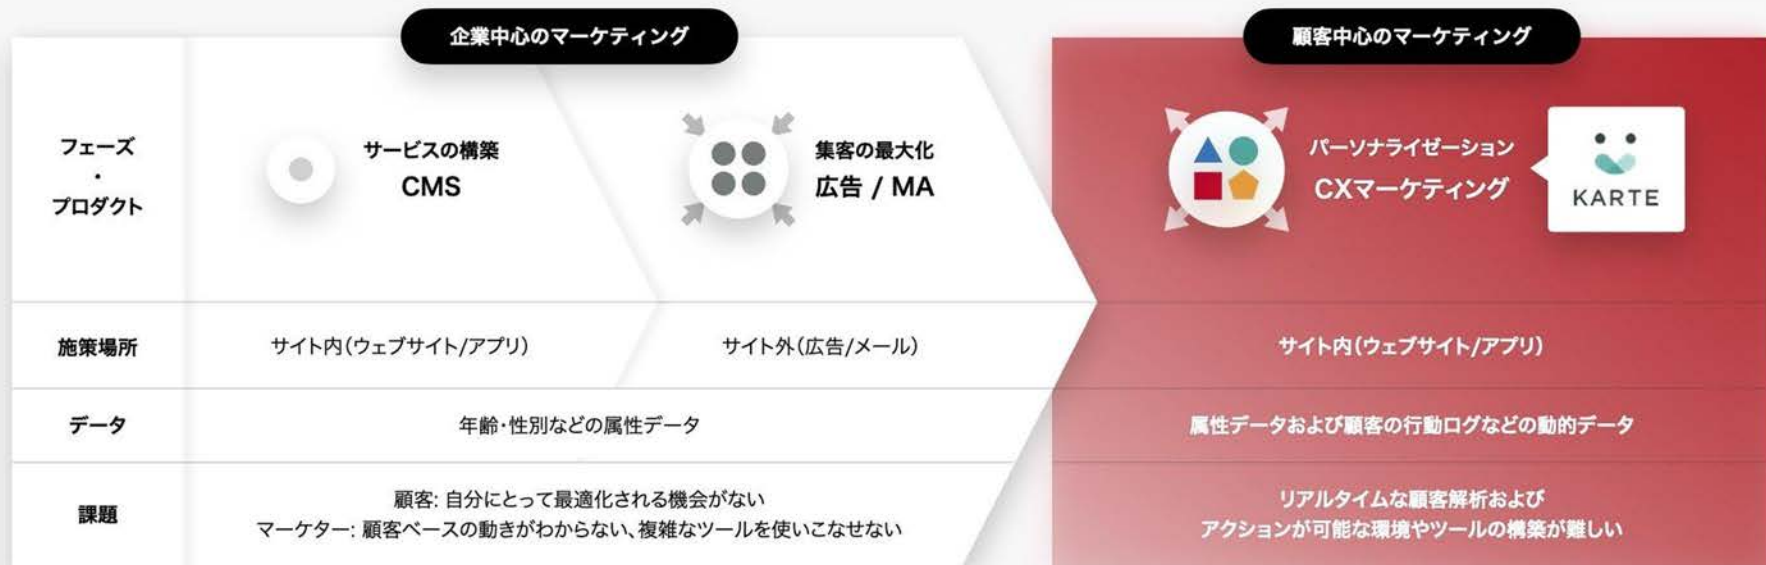 企業中心のマーケティング
顧客中心のマーケティング
フェーズ
・
プロダクト
サービスの構築
CMS
集客の最大化
広告 / MA
パーソナライゼーション
CXマーケティング
KARTE
施策場所
サイト内(ウェブサイト/アプリ)
サイト外(広告/メール)
サイト内(ウェブサイト/アプリ)
データ
年齢・性別などの属性データ
属性データおよび顧客の行動ログなどの動的データ
課題
顧客: 自分にとって最適化される機会がない
マーケター: 顧客ベースの動きがわからない、複雑なツールを使いこなせない
リアルタイムな顧客解析および
アクションが可能な環境やツールの構築が難しい